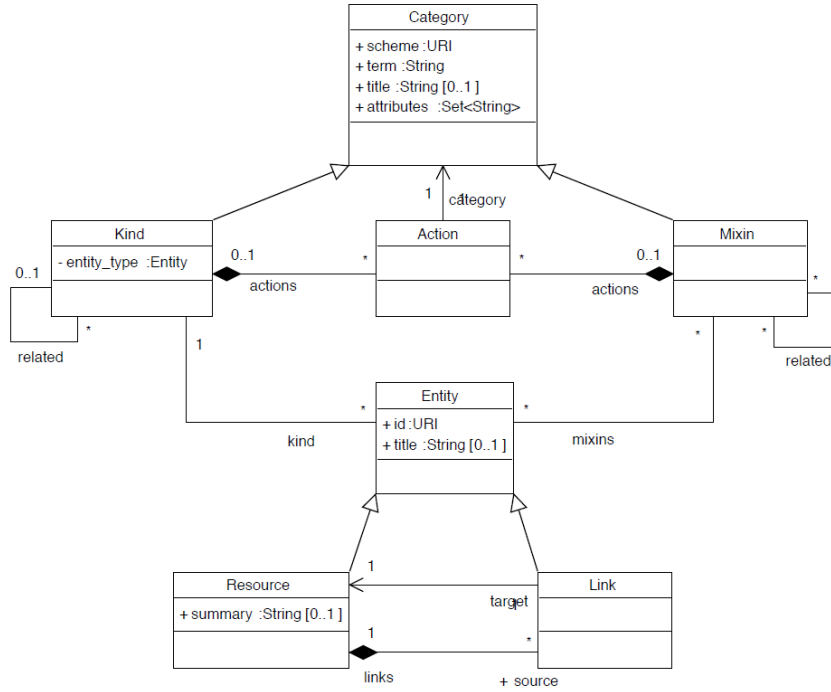 Category
+ scheme :URI
+ term :String
+ title :String [0..1 ]
+ attributes :Set<String>
1
category
Kind
- entity_type :Entity
Action
Mixin
0..1
0..1
*
actions
*
0..1
actions
*
*
related
*
related
1
*
kind
*
*
mixins
Entity
+ id :URI
+ title :String [0..1 ]
Resource
+ summary :String [0..1 ]
Link
1
target
1
*
links
+ source